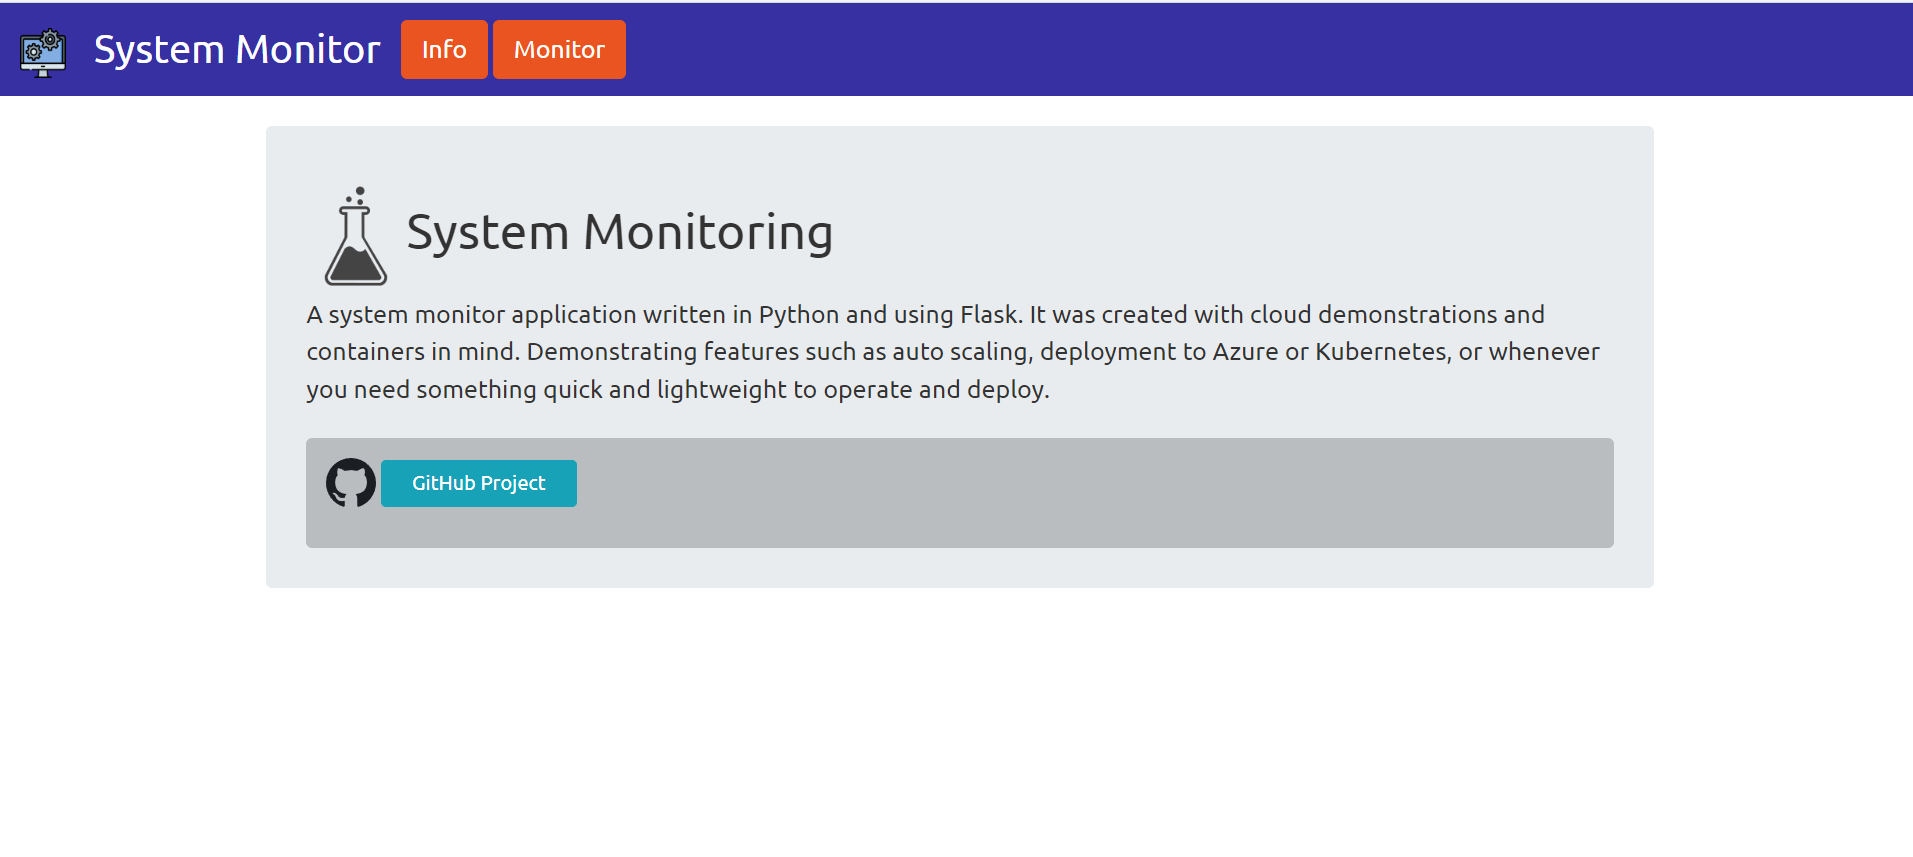 System Monitor Info Monitor
System Monitoring
A system monitor application written in Python and using Flask. It was created with cloud demonstrations and
containers in mind. Demonstrating features such as auto scaling, deployment to Azure or Kubernetes, or whenever
you need something quick and lightweight to operate and deploy.
GitHub Project